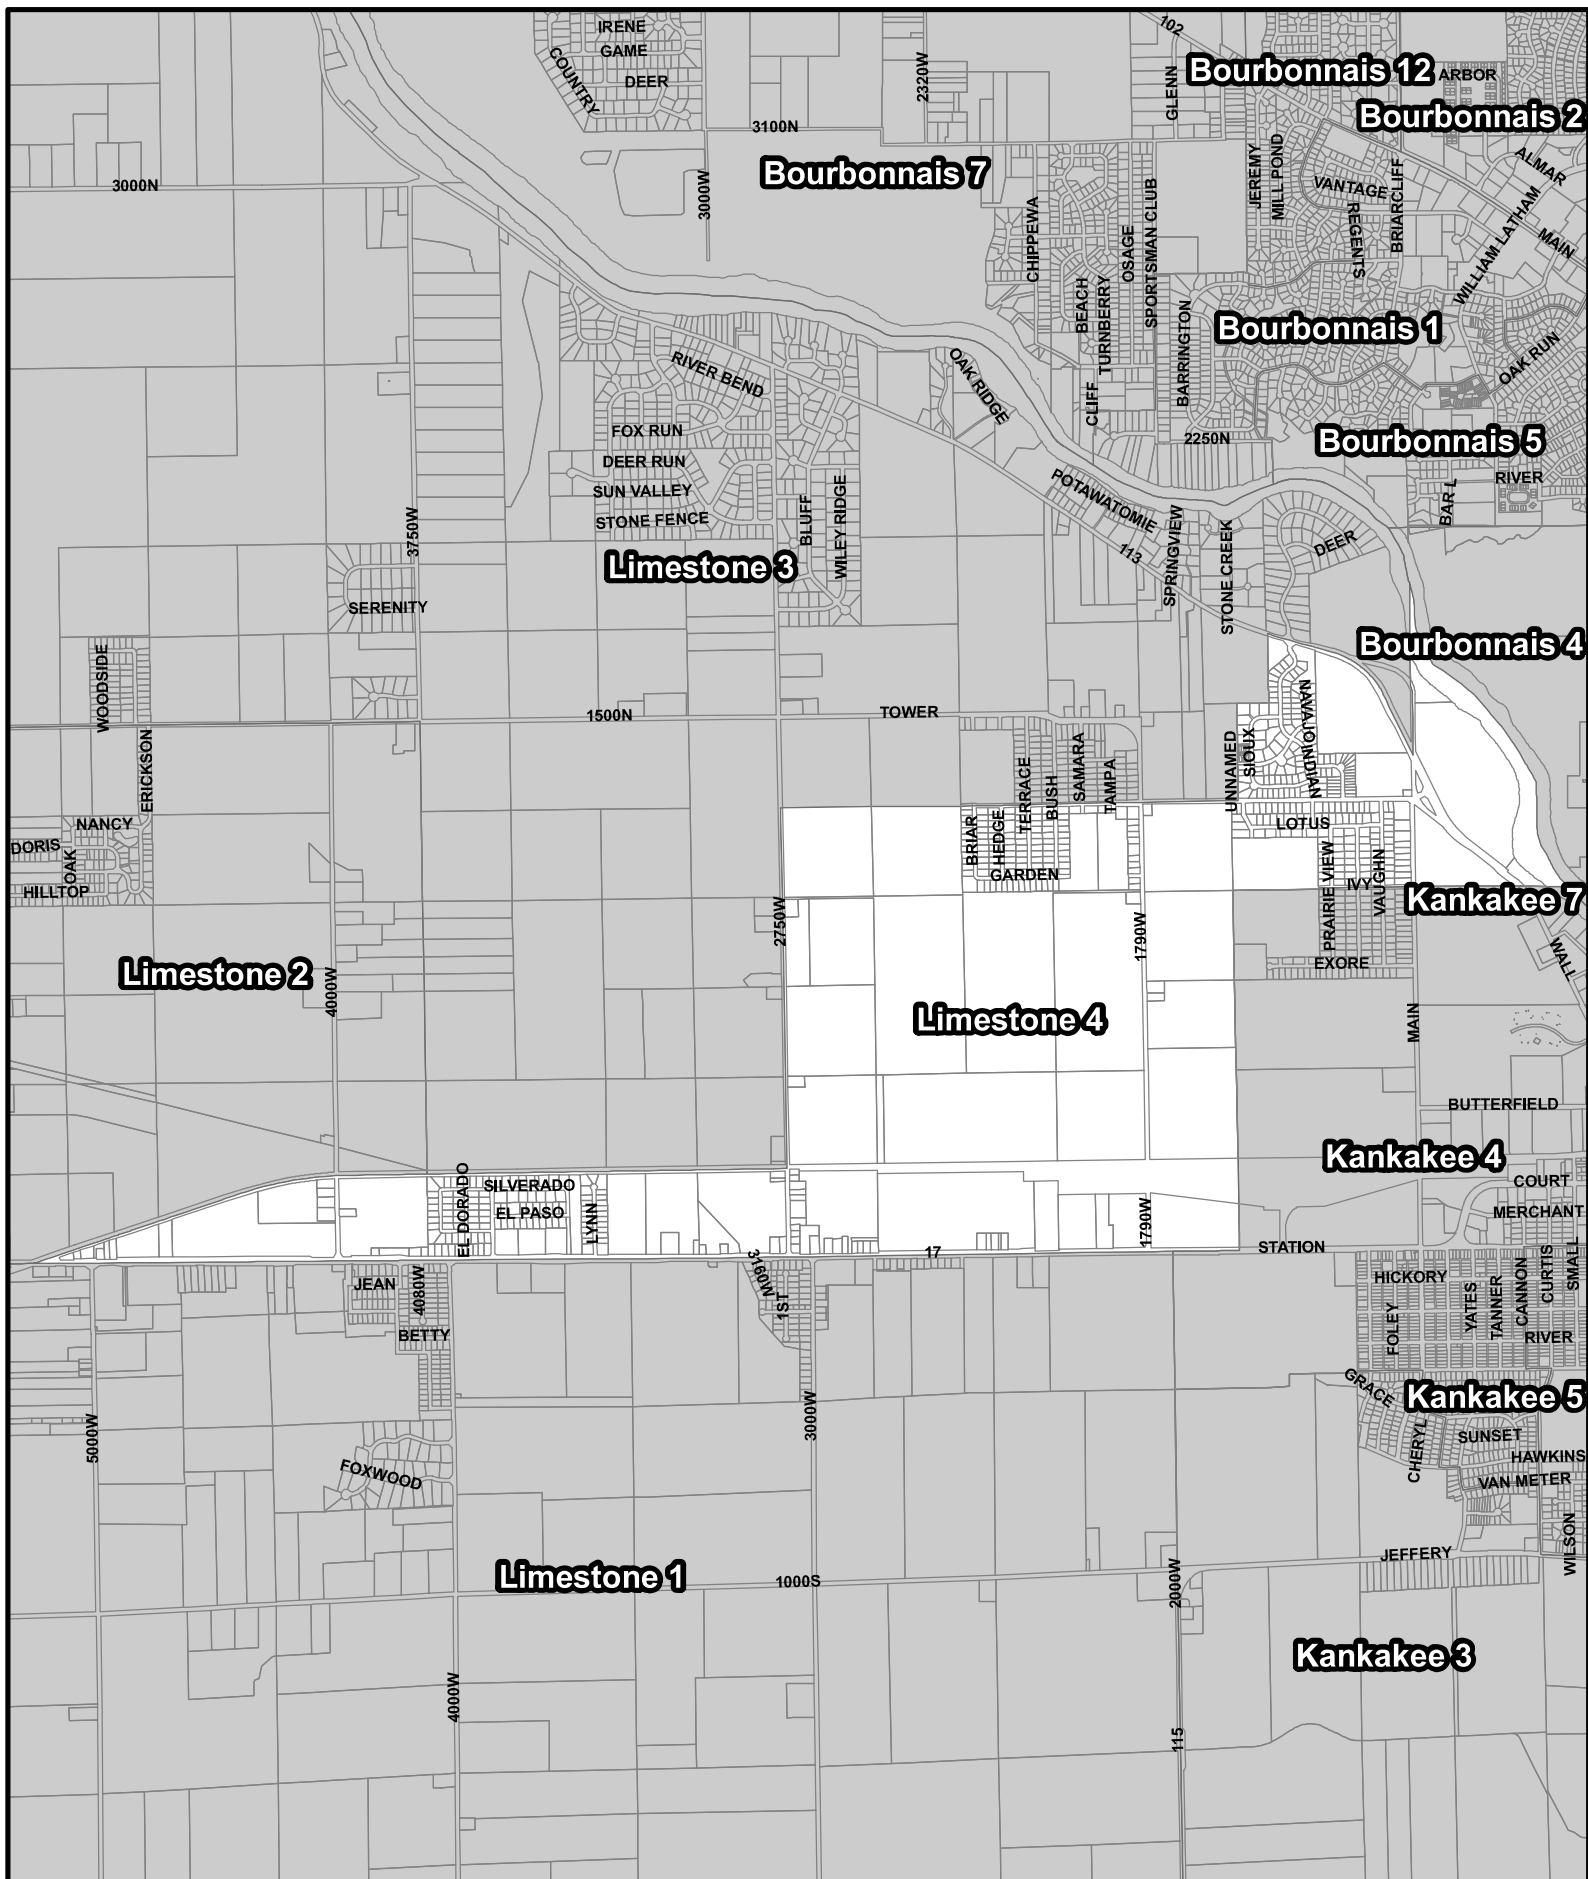 IRENE
GAME
DEER
COUNTRY
2320W
102
GLENN
Bourbonnais 12
ARBOR
Bourbonnais 2
3100N
Bourbonnais 7
3000N
3000W
JEREMY
MILL POND
VANTAGE
REGENTS
BRIARCLIFF
ALMAR
WILLIAM LATHAM
MAIN
CHIPPEWA
BEACH
TURNBERRY
OSAGE
SPORTSMAN CLUB
BARRINGTON
Bourbonnais 1
OAK RUN
RIVER BEND
OAK RIDGE
CLIFF
2250N
Bourbonnais 5
FOX RUN
DEER RUN
SUN VALLEY
STONE FENCE
BLUFF
WILEY RIDGE
POTAWATOMIE
113
SPRINGVIEW
STONE CREEK
DEER
BAR L
RIVER
3750W
Limestone 3
SERENITY
Bourbonnais 4
WOODSIDE
1500N
TOWER
NAVAJO
INDIAN
SIOUX
UNNAMED
ERICKSON
TERRACE
BUSH
SAMARA
TAMPA
NANCY
DORIS
OAK
HILLTOP
BRIAR
HEDGE
GARDEN
LOTUS
PRAIRIE VIEW
IVY
VAUGHN
Kankakee 7
2750W
1790W
EXORE
WALL
Limestone 2
4000W
Limestone 4
MAIN
BUTTERFIELD
Kankakee 4
EL DORADO
SILVERADO
EL PASO
LYNN
1790W
COURT
MERCHANT
17
STATION
JEAN
4080W
BETTY
3160W
1ST
HICKORY
FOLEY
YATES
TANNER
CANNON
CURTIS
SMALL
RIVER
GRACE
Kankakee 5
5000W
3000W
CHERYL
SUNSET
HAWKINS
VAN METER
FOXWOOD
WILSON
JEFFERY
Limestone 1
1000S
2000W
Kankakee 3
4000W
115